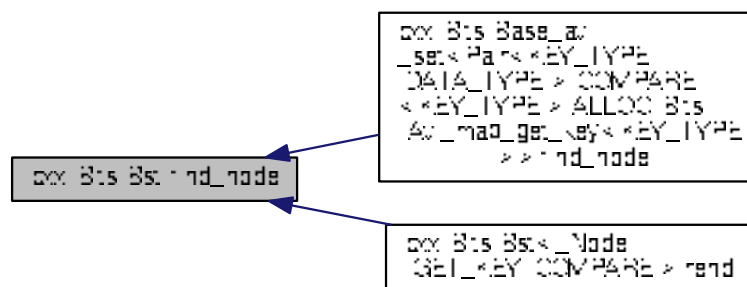 cxx::Bits::Bst::find_node
cxx::Bits::Base_avl
_set< Pair< KEY_TYPE,
DATA_TYPE >, COMPARE
< KEY_TYPE >, ALLOC, Bits
::Avl_map_get_key< KEY_TYPE
> >::find_node
cxx::Bits::Bst< _Node,
GET_KEY, COMPARE >::rend